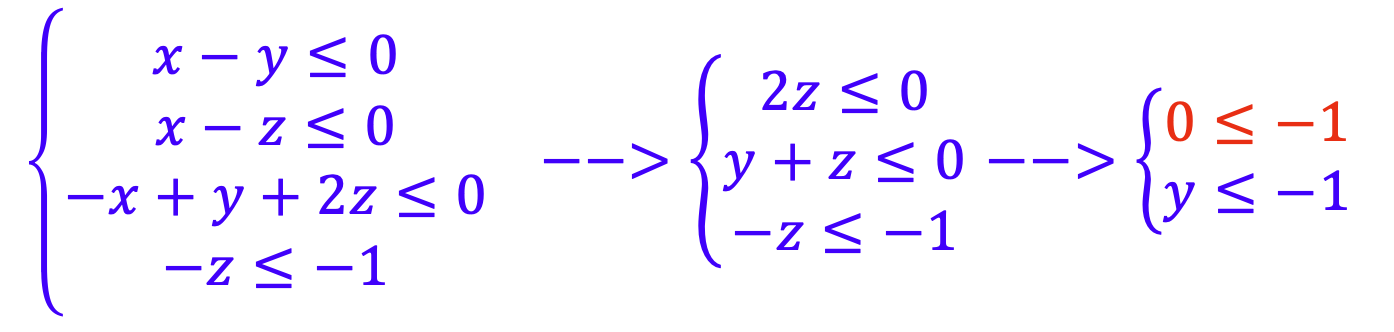 x − y ≤ 0
x − z ≤ 0
−x + y + 2z ≤ 0
−z ≤ −1
−−>
2z ≤ 0
y + z ≤ 0
−z ≤ −1
−−>
0 ≤ −1
y ≤ −1